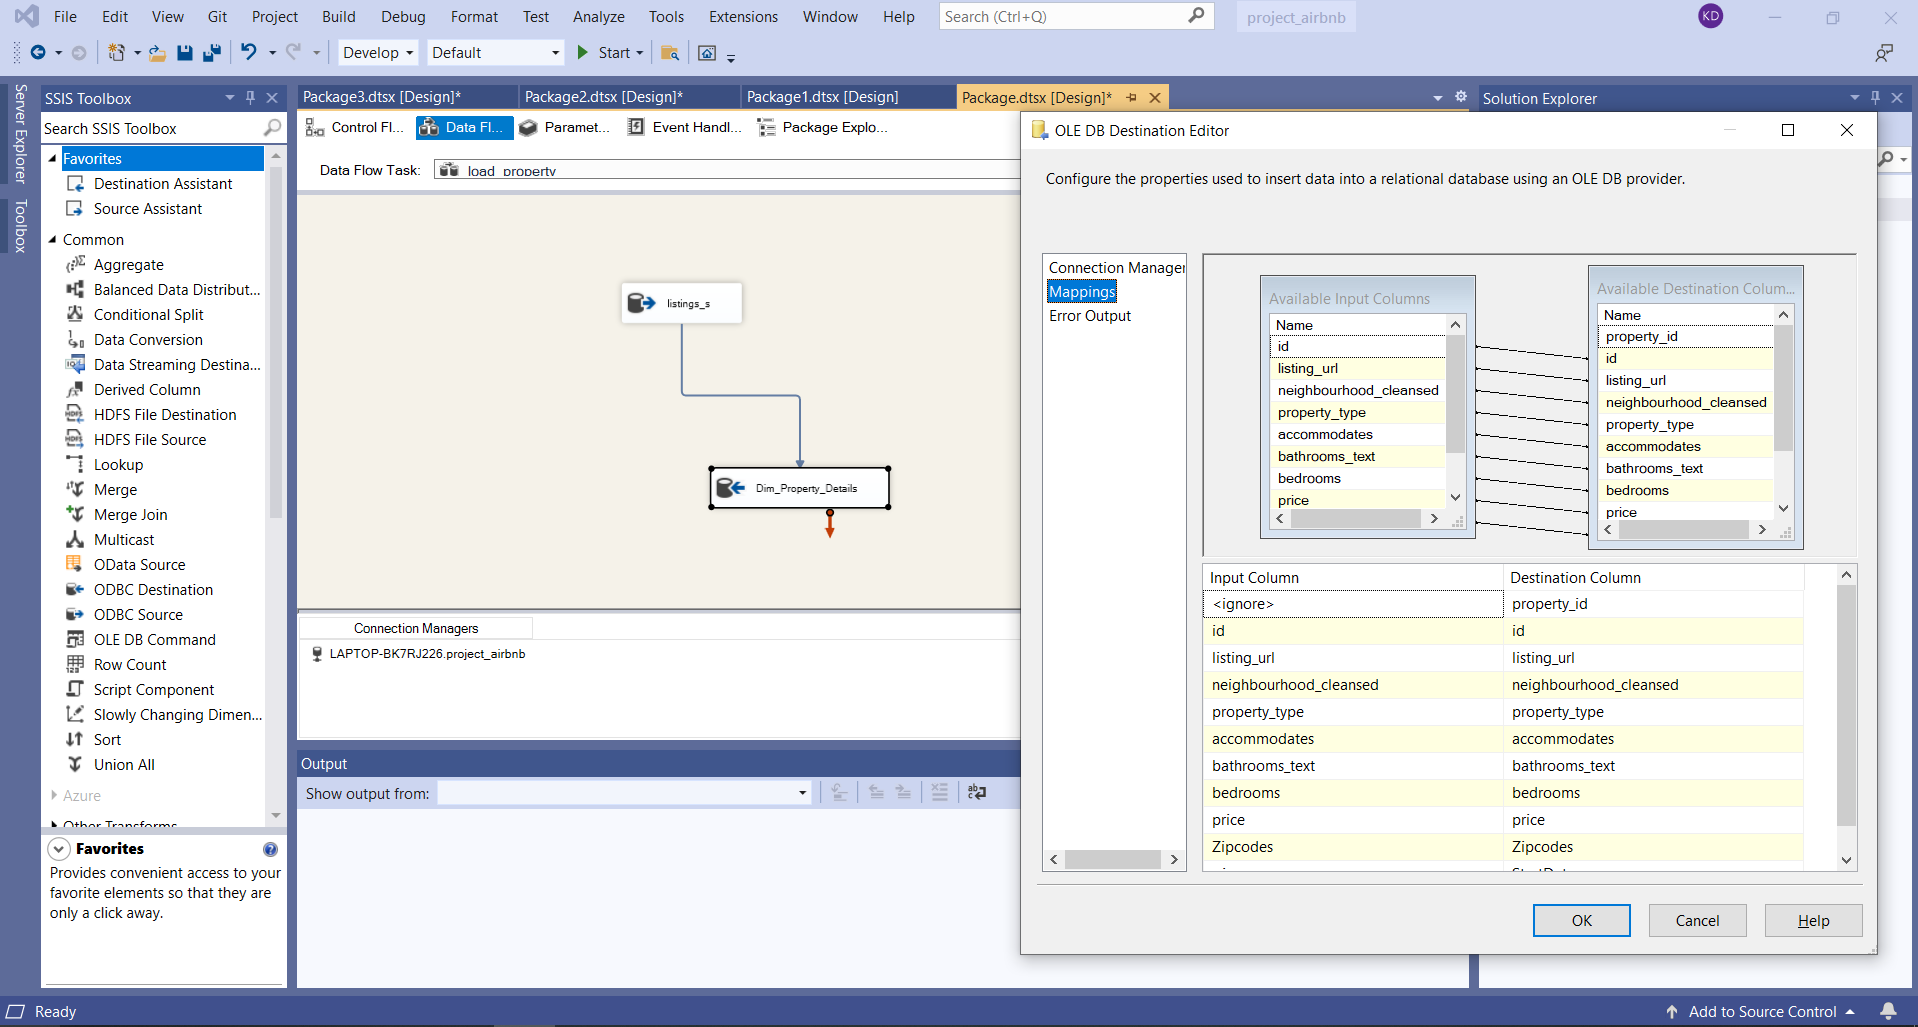 File Edit View Git Project Build Debug Format Test Analyze Tools Extensions Window Help Search (Ctrl+Q) project_airbnb KD
Develop Default Start
Server Explorer
Toolbox
SSIS Toolbox
Search SSIS Toolbox
Favorites
Destination Assistant
Source Assistant
Common
Aggregate
Balanced Data Distribut...
Conditional Split
Data Conversion
Data Streaming Destina...
Derived Column
HDFS File Destination
HDFS File Source
Lookup
Merge
Merge Join
Multicast
OData Source
ODBC Destination
ODBC Source
OLE DB Command
Row Count
Script Component
Slowly Changing Dimen...
Sort
Union All
Azure
Other Transforms
Favorites
Provides convenient access to your
favorite elements so that they are
only a click away.
Package3.dtsx [Design]* Package2.dtsx [Design]* Package1.dtsx [Design] Package.dtsx [Design]*
Control Fl... Data Fl... Paramet... Event Handl... Package Explo...
Data Flow Task: load_property
listings_s
Dim_Property_Details
Connection Managers
LAPTOP-BK7RJ226.project_airbnb
Output
Show output from:
Solution Explorer
OLE DB Destination Editor
Configure the properties used to insert data into a relational database using an OLE DB provider.
Connection Manager
Mappings
Error Output
Available Input Columns
Name
id
listing_url
neighbourhood_cleansed
property_type
accommodates
bathrooms_text
bedrooms
price
Available Destination Colum...
Name
property_id
id
listing_url
neighbourhood_cleansed
property_type
accommodates
bathrooms_text
bedrooms
price
Input Column Destination Column
<ignore> property_id
id id
listing_url listing_url
neighbourhood_cleansed neighbourhood_cleansed
property_type property_type
accommodates accommodates
bathrooms_text bathrooms_text
bedrooms bedrooms
price price
Zipcodes Zipcodes
OK Cancel Help
Ready Add to Source Control